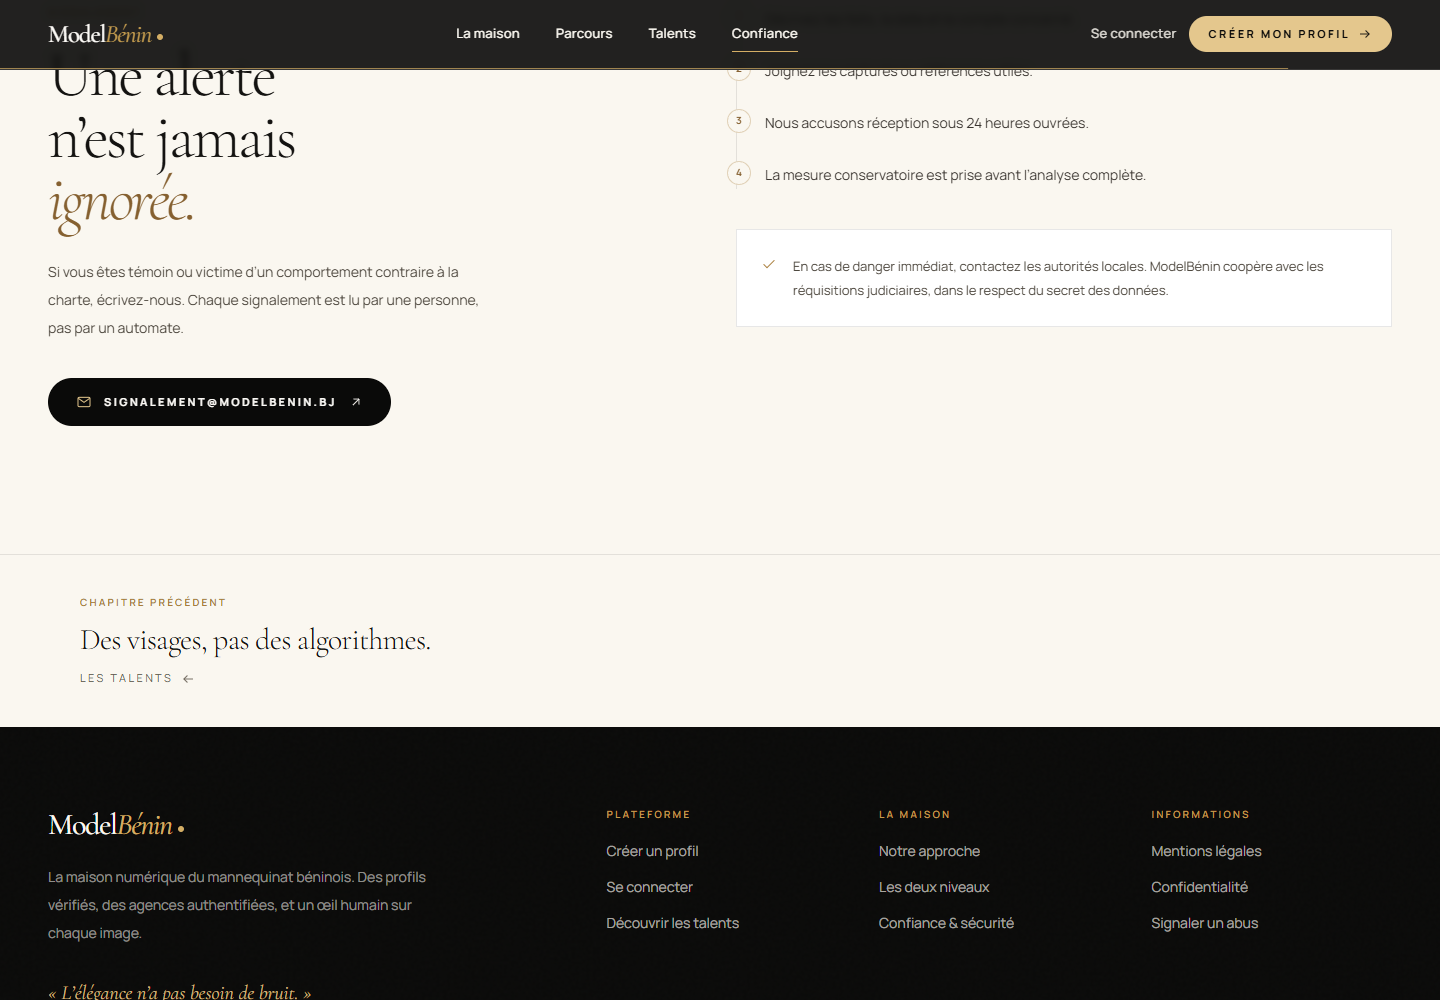 ModelBénin
La maison
Parcours
Talents
Confiance
Se connecter
CRÉER MON PROFIL
Une alerte
n’est jamais
ignorée.
Si vous êtes témoin ou victime d’un comportement contraire à la
charte, écrivez-nous. Chaque signalement est lu par une personne,
pas par un automate.
SIGNALEMENT@MODELBENIN.BJ
2 Joignez les captures ou références utiles.
3 Nous accusons réception sous 24 heures ouvrées.
4 La mesure conservatoire est prise avant l’analyse complète.
En cas de danger immédiat, contactez les autorités locales. ModelBénin coopère avec les
réquisitions judiciaires, dans le respect du secret des données.
CHAPITRE PRÉCÉDENT
Des visages, pas des algorithmes.
LES TALENTS
ModelBénin
La maison numérique du mannequinat béninois. Des profils
vérifiés, des agences authentifiées, et un œil humain sur
chaque image.
« L’élégance n’a pas besoin de bruit. »
PLATEFORME
Créer un profil
Se connecter
Découvrir les talents
LA MAISON
Notre approche
Les deux niveaux
Confiance & sécurité
INFORMATIONS
Mentions légales
Confidentialité
Signaler un abus